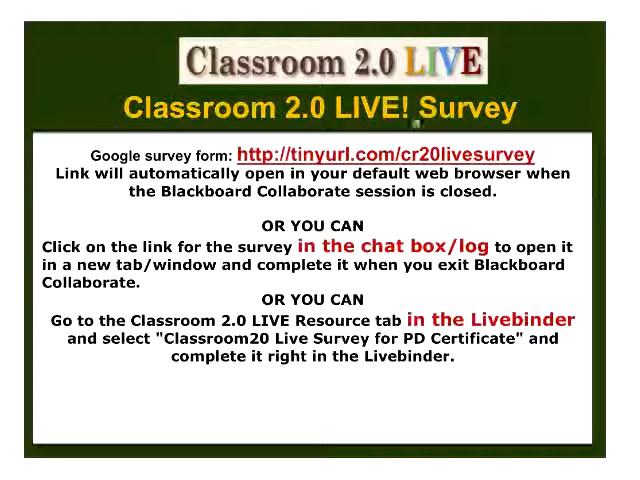 Classroom 2.0 LIVE
Classroom 2.0 LIVE! Survey
Google survey form: http://tinyurl.com/cr20livesurvey
Link will automatically open in your default web browser when
the Blackboard Collaborate session is closed.
OR YOU CAN
Click on the link for the survey in the chat box/log to open it
in a new tab/window and complete it when you exit Blackboard
Collaborate.
OR YOU CAN
Go to the Classroom 2.0 LIVE Resource tab in the Livebinder
and select "Classroom20 Live Survey for PD Certificate" and
complete it right in the Livebinder.